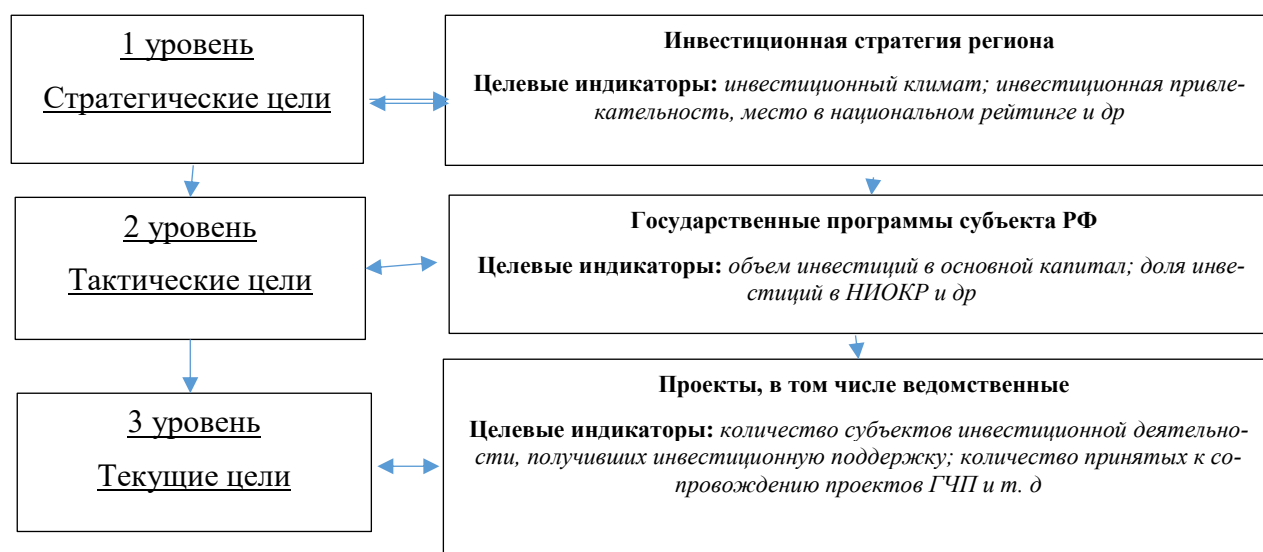 1 уровень
Стратегические цели
Инвестиционная стратегия региона
Целевые индикаторы: инвестиционный климат; инвестиционная привле-
кательность, место в национальном рейтинге и др
2 уровень
Тактические цели
Государственные программы субъекта РФ
Целевые индикаторы: объем инвестиций в основной капитал; доля инве-
стиций в НИОКР и др
3 уровень
Текущие цели
Проекты, в том числе ведомственные
Целевые индикаторы: количество субъектов инвестиционной деятельно-
сти, получивших инвестиционную поддержку; количество принятых к со-
провождению проектов ГЧП и т. д